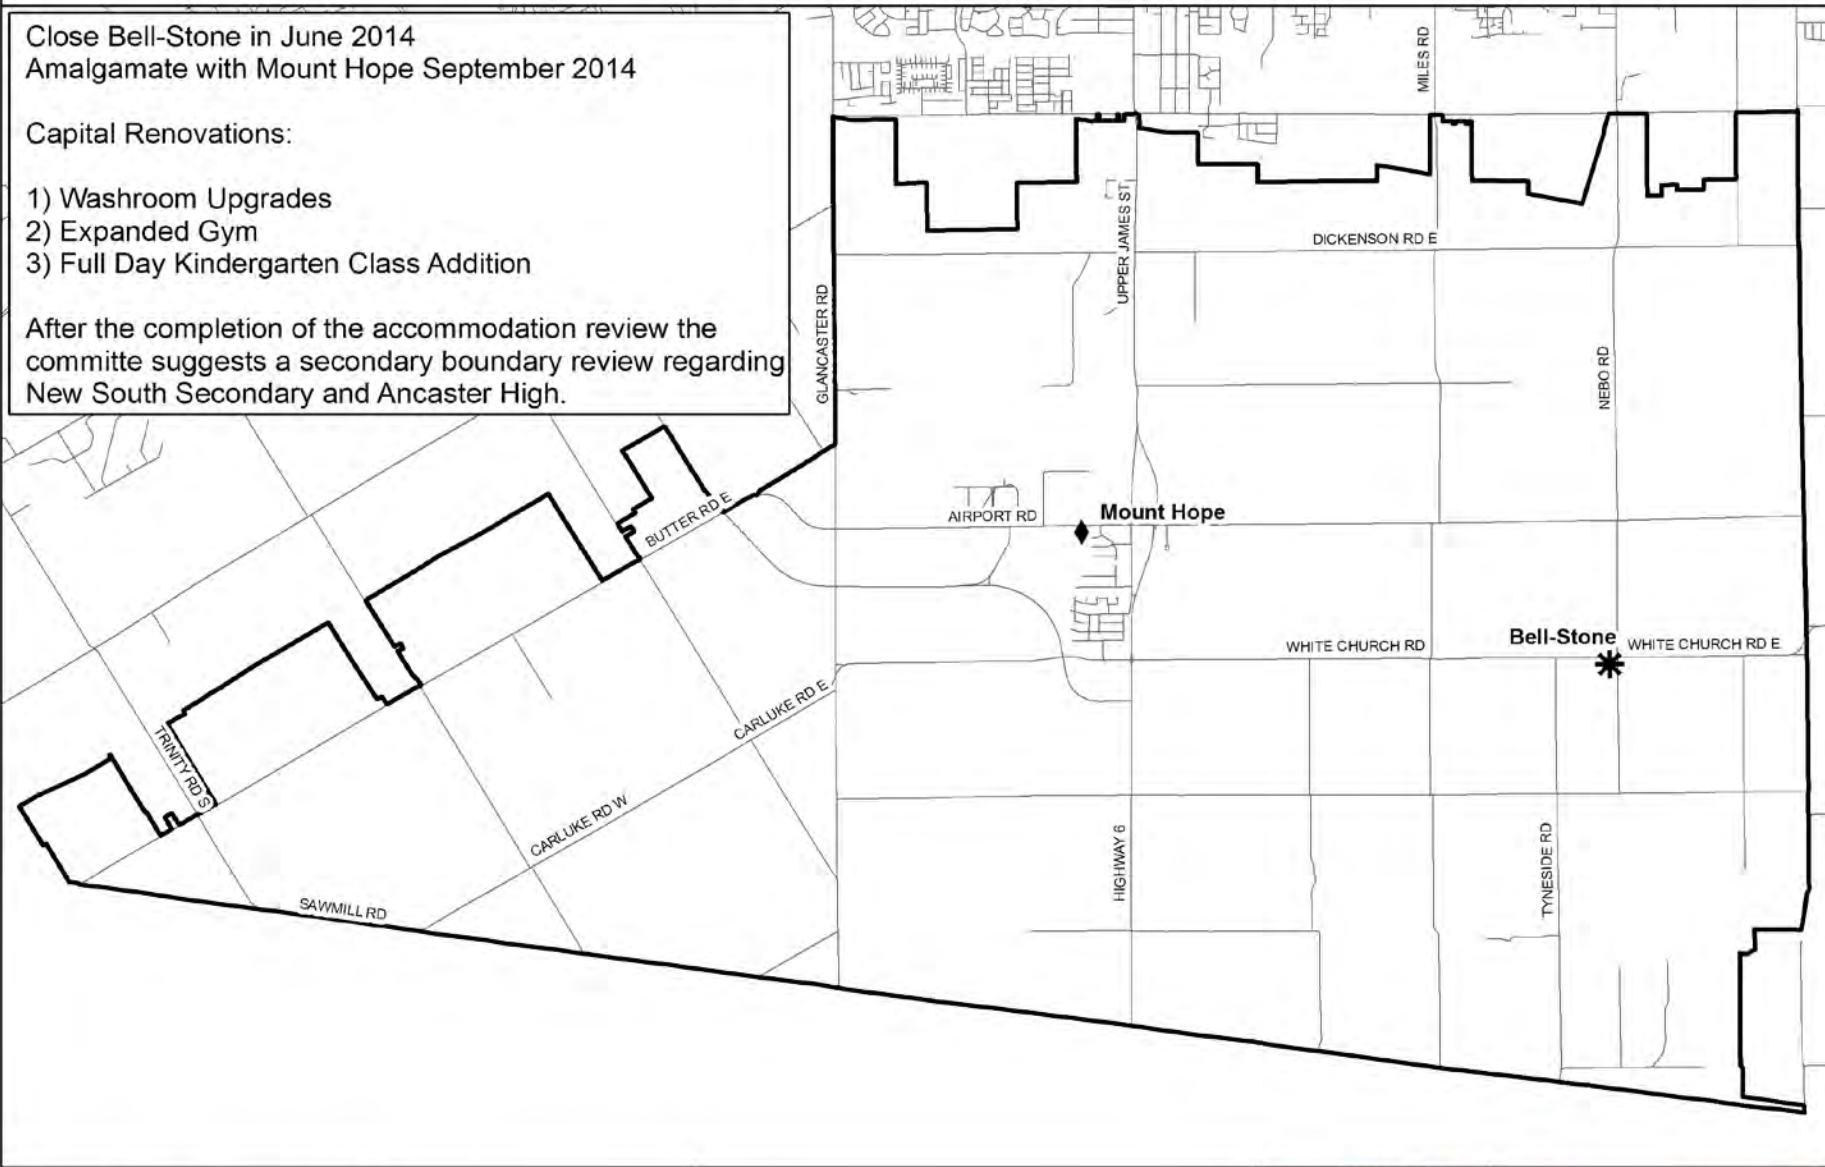 Close Bell-Stone in June 2014
Amalgamate with Mount Hope September 2014
Capital Renovations:
1) Washroom Upgrades
2) Expanded Gym
3) Full Day Kindergarten Class Addition
After the completion of the accommodation review the
committe suggests a secondary boundary review regarding
New South Secondary and Ancaster High.
MILES RD
UPPER JAMES ST
DICKENSON RD E
GLANCASTER RD
NEBO RD
BUTTER RD E
AIRPORT RD
Mount Hope
Bell-Stone
WHITE CHURCH RD
WHITE CHURCH RD E
CARLUKE RD E
TRINITY RD S
CARLUKE RD W
HIGHWAY 6
TYNESIDE RD
SAWMILL RD